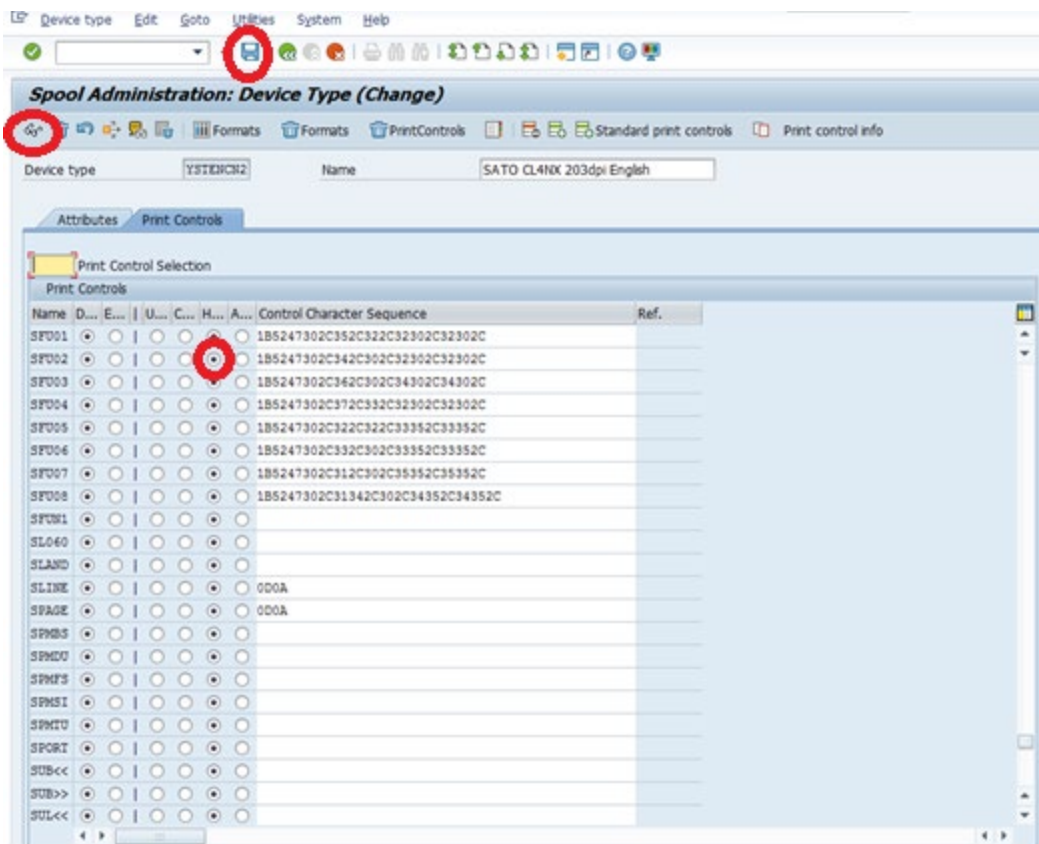 Device type Edit Goto Utilities System Help
Spool Administration: Device Type (Change)
Formats Formats PrintControls Standard print controls Print control info
Device type YSTENCN2 Name SATO CL4NX 203dpi English
Attributes Print Controls
Print Control Selection
Print Controls
Name D... E... | U... C... H... A... Control Character Sequence Ref.
SFU01 | 1B5247302C352C322C32302C32302C
SFU02 | 1B5247302C342C302C32302C32302C
SFU03 | 1B5247302C362C302C34302C34302C
SFU04 | 1B5247302C372C332C32302C32302C
SFU05 | 1B5247302C322C322C33352C33352C
SFU06 | 1B5247302C332C302C33352C33352C
SFU07 | 1B5247302C312C302C35352C35352C
SFU08 | 1B5247302C31342C302C34352C34352C
SFUN1 |
SL060 |
SLAND |
SLINE | 0D0A
SPAGE | 0D0A
SPMBS |
SPMDU |
SPMFS |
SPMSI |
SPMTU |
SPORT |
SUB<< |
SUB>> |
SUL<< |